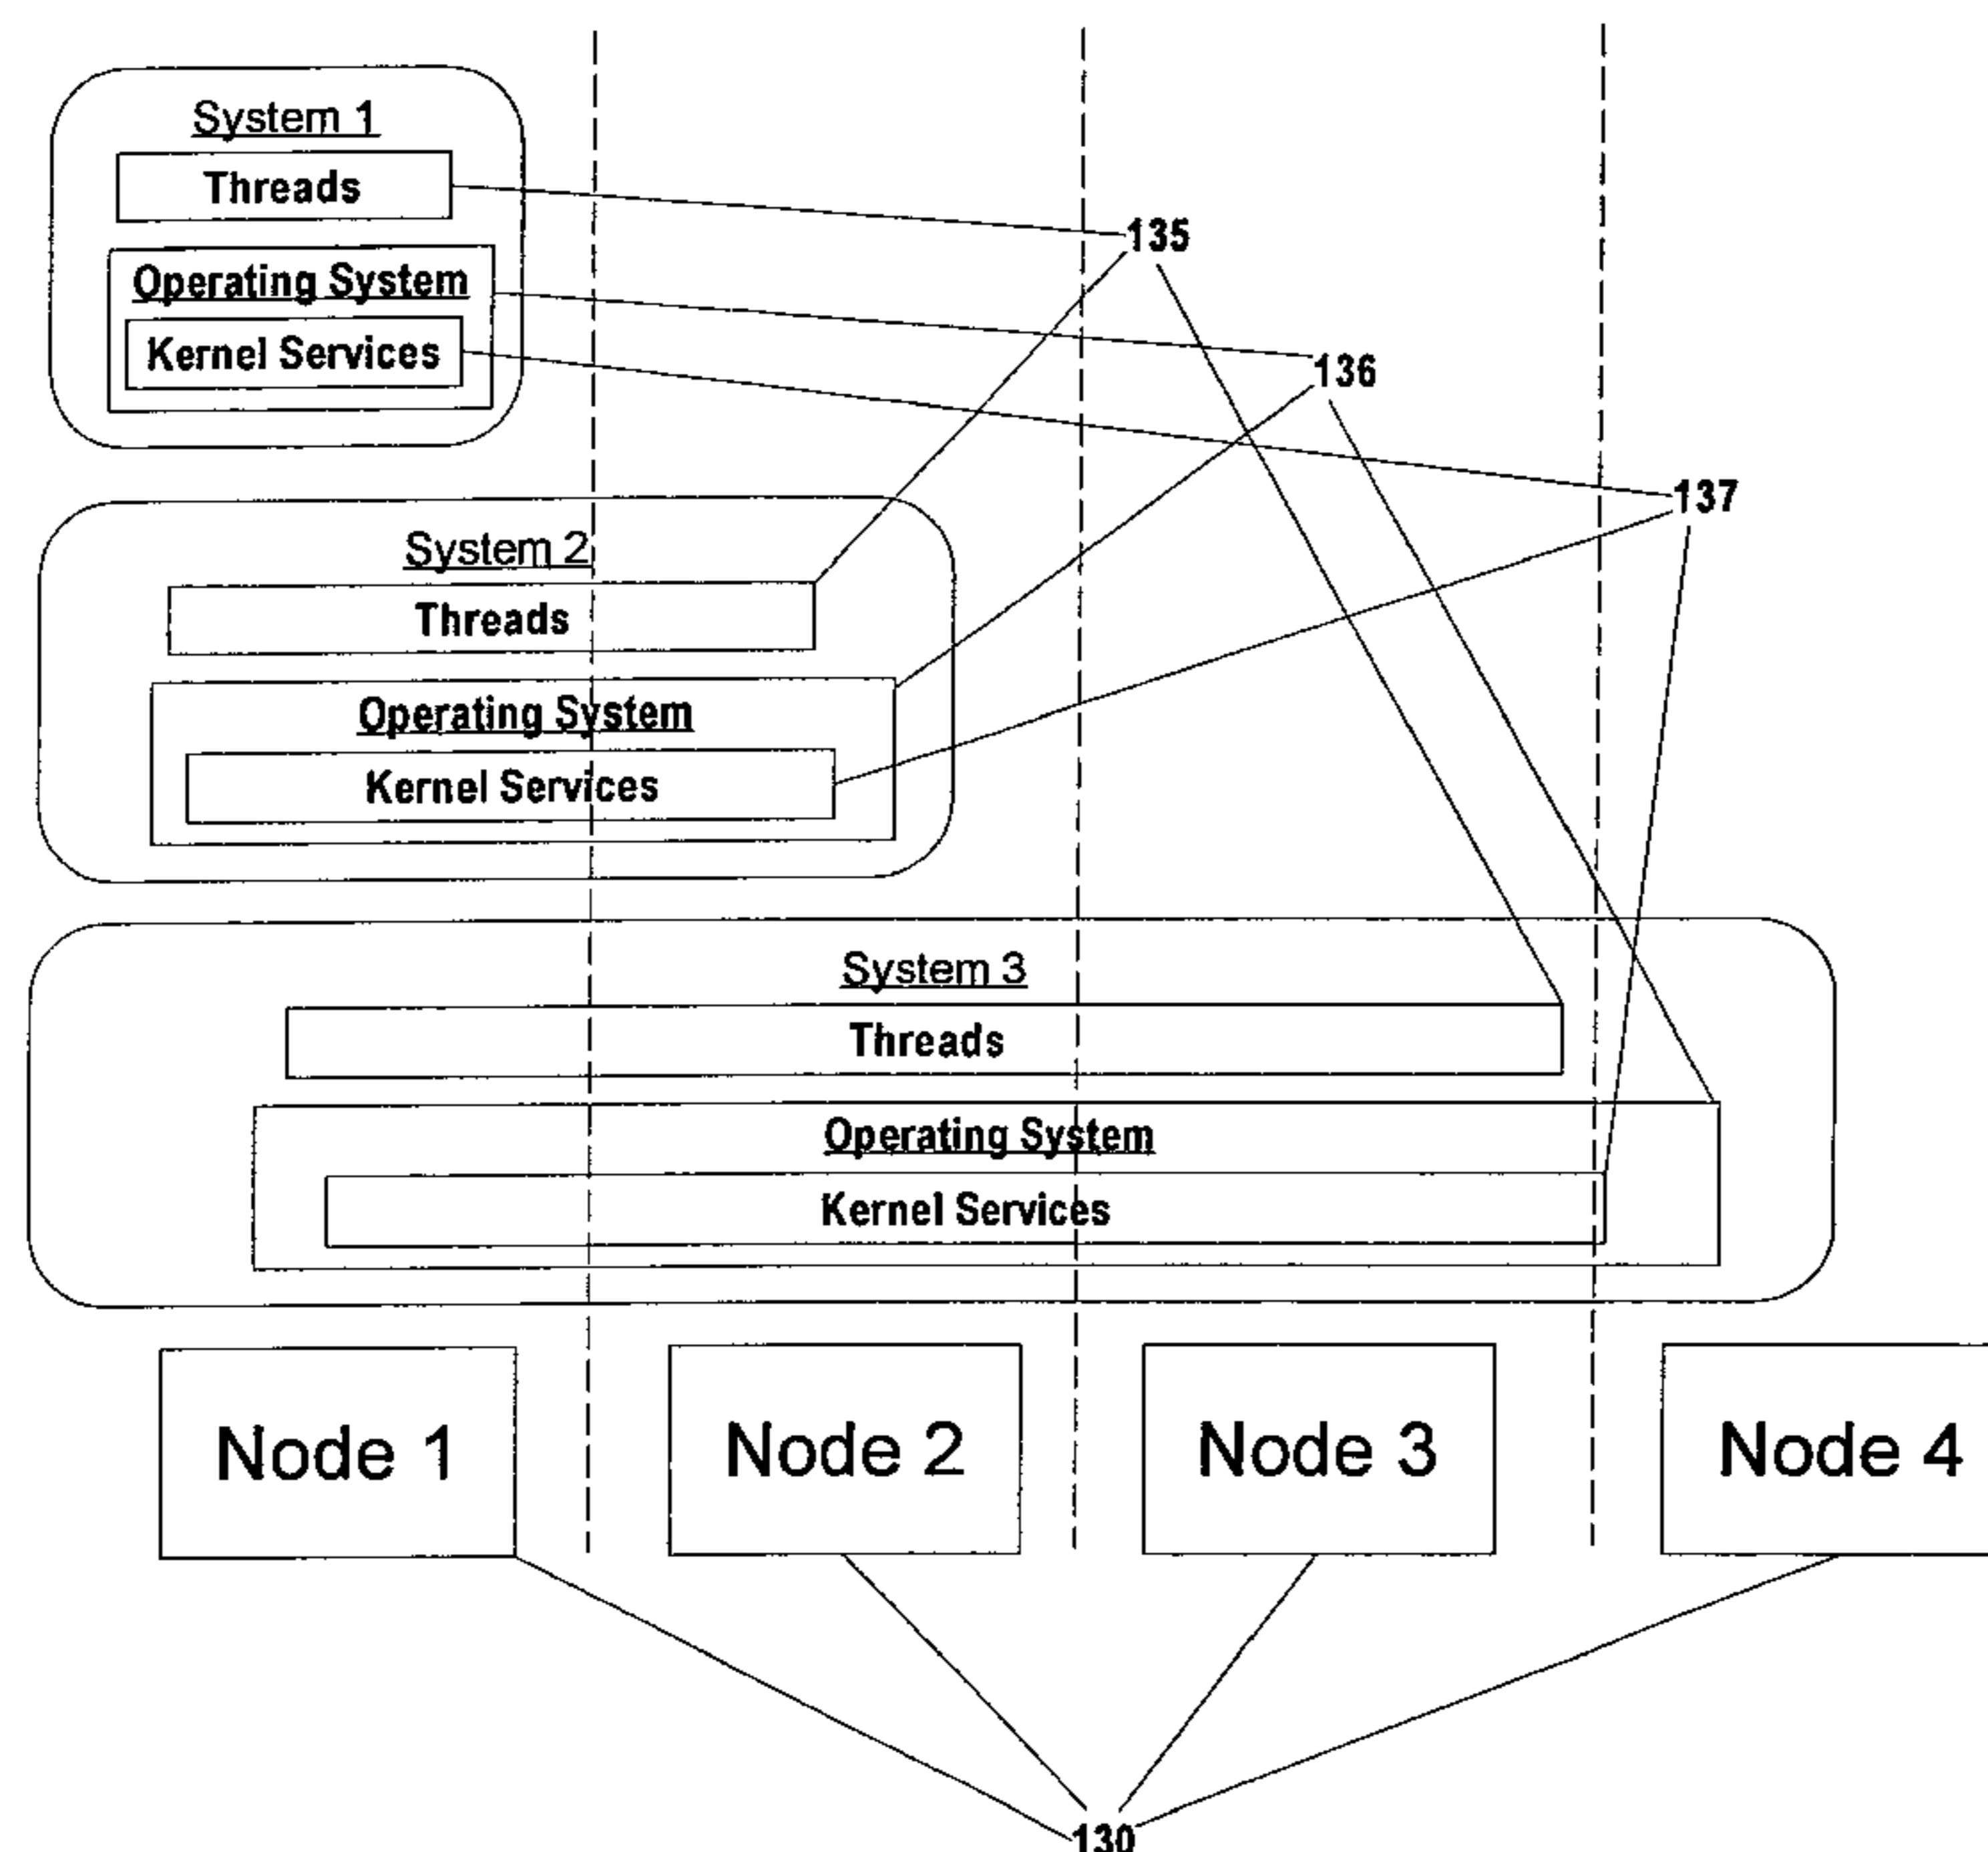 System 1
Threads
135
Operating System
136
Kernel Services
137
System 2
Threads
Operating System
Kernel Services
System 3
Threads
Operating System
Kernel Services
Node 1
Node 2
Node 3
Node 4
130